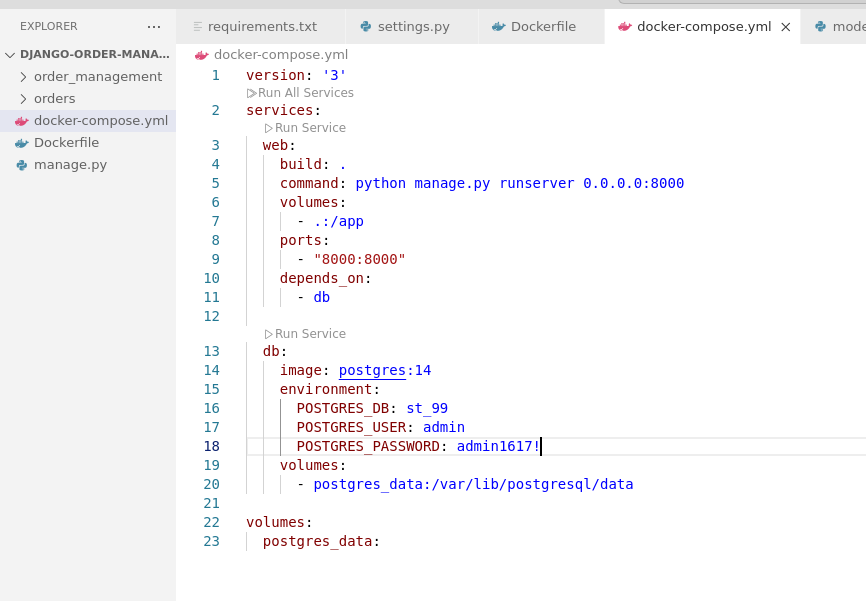 EXPLORER ...
requirements.txt settings.py Dockerfile docker-compose.yml mode
DJANGO-ORDER-MANA...
order_management
orders
docker-compose.yml
Dockerfile
manage.py
docker-compose.yml
1 version: '3'
Run All Services
2 services:
Run Service
3 web:
4 build: .
5 command: python manage.py runserver 0.0.0.0:8000
6 volumes:
7 - .:/app
8 ports:
9 - "8000:8000"
10 depends_on:
11 - db
12
Run Service
13 db:
14 image: postgres:14
15 environment:
16 POSTGRES_DB: st_99
17 POSTGRES_USER: admin
18 POSTGRES_PASSWORD: admin1617!
19 volumes:
20 - postgres_data:/var/lib/postgresql/data
21
22 volumes:
23 postgres_data: